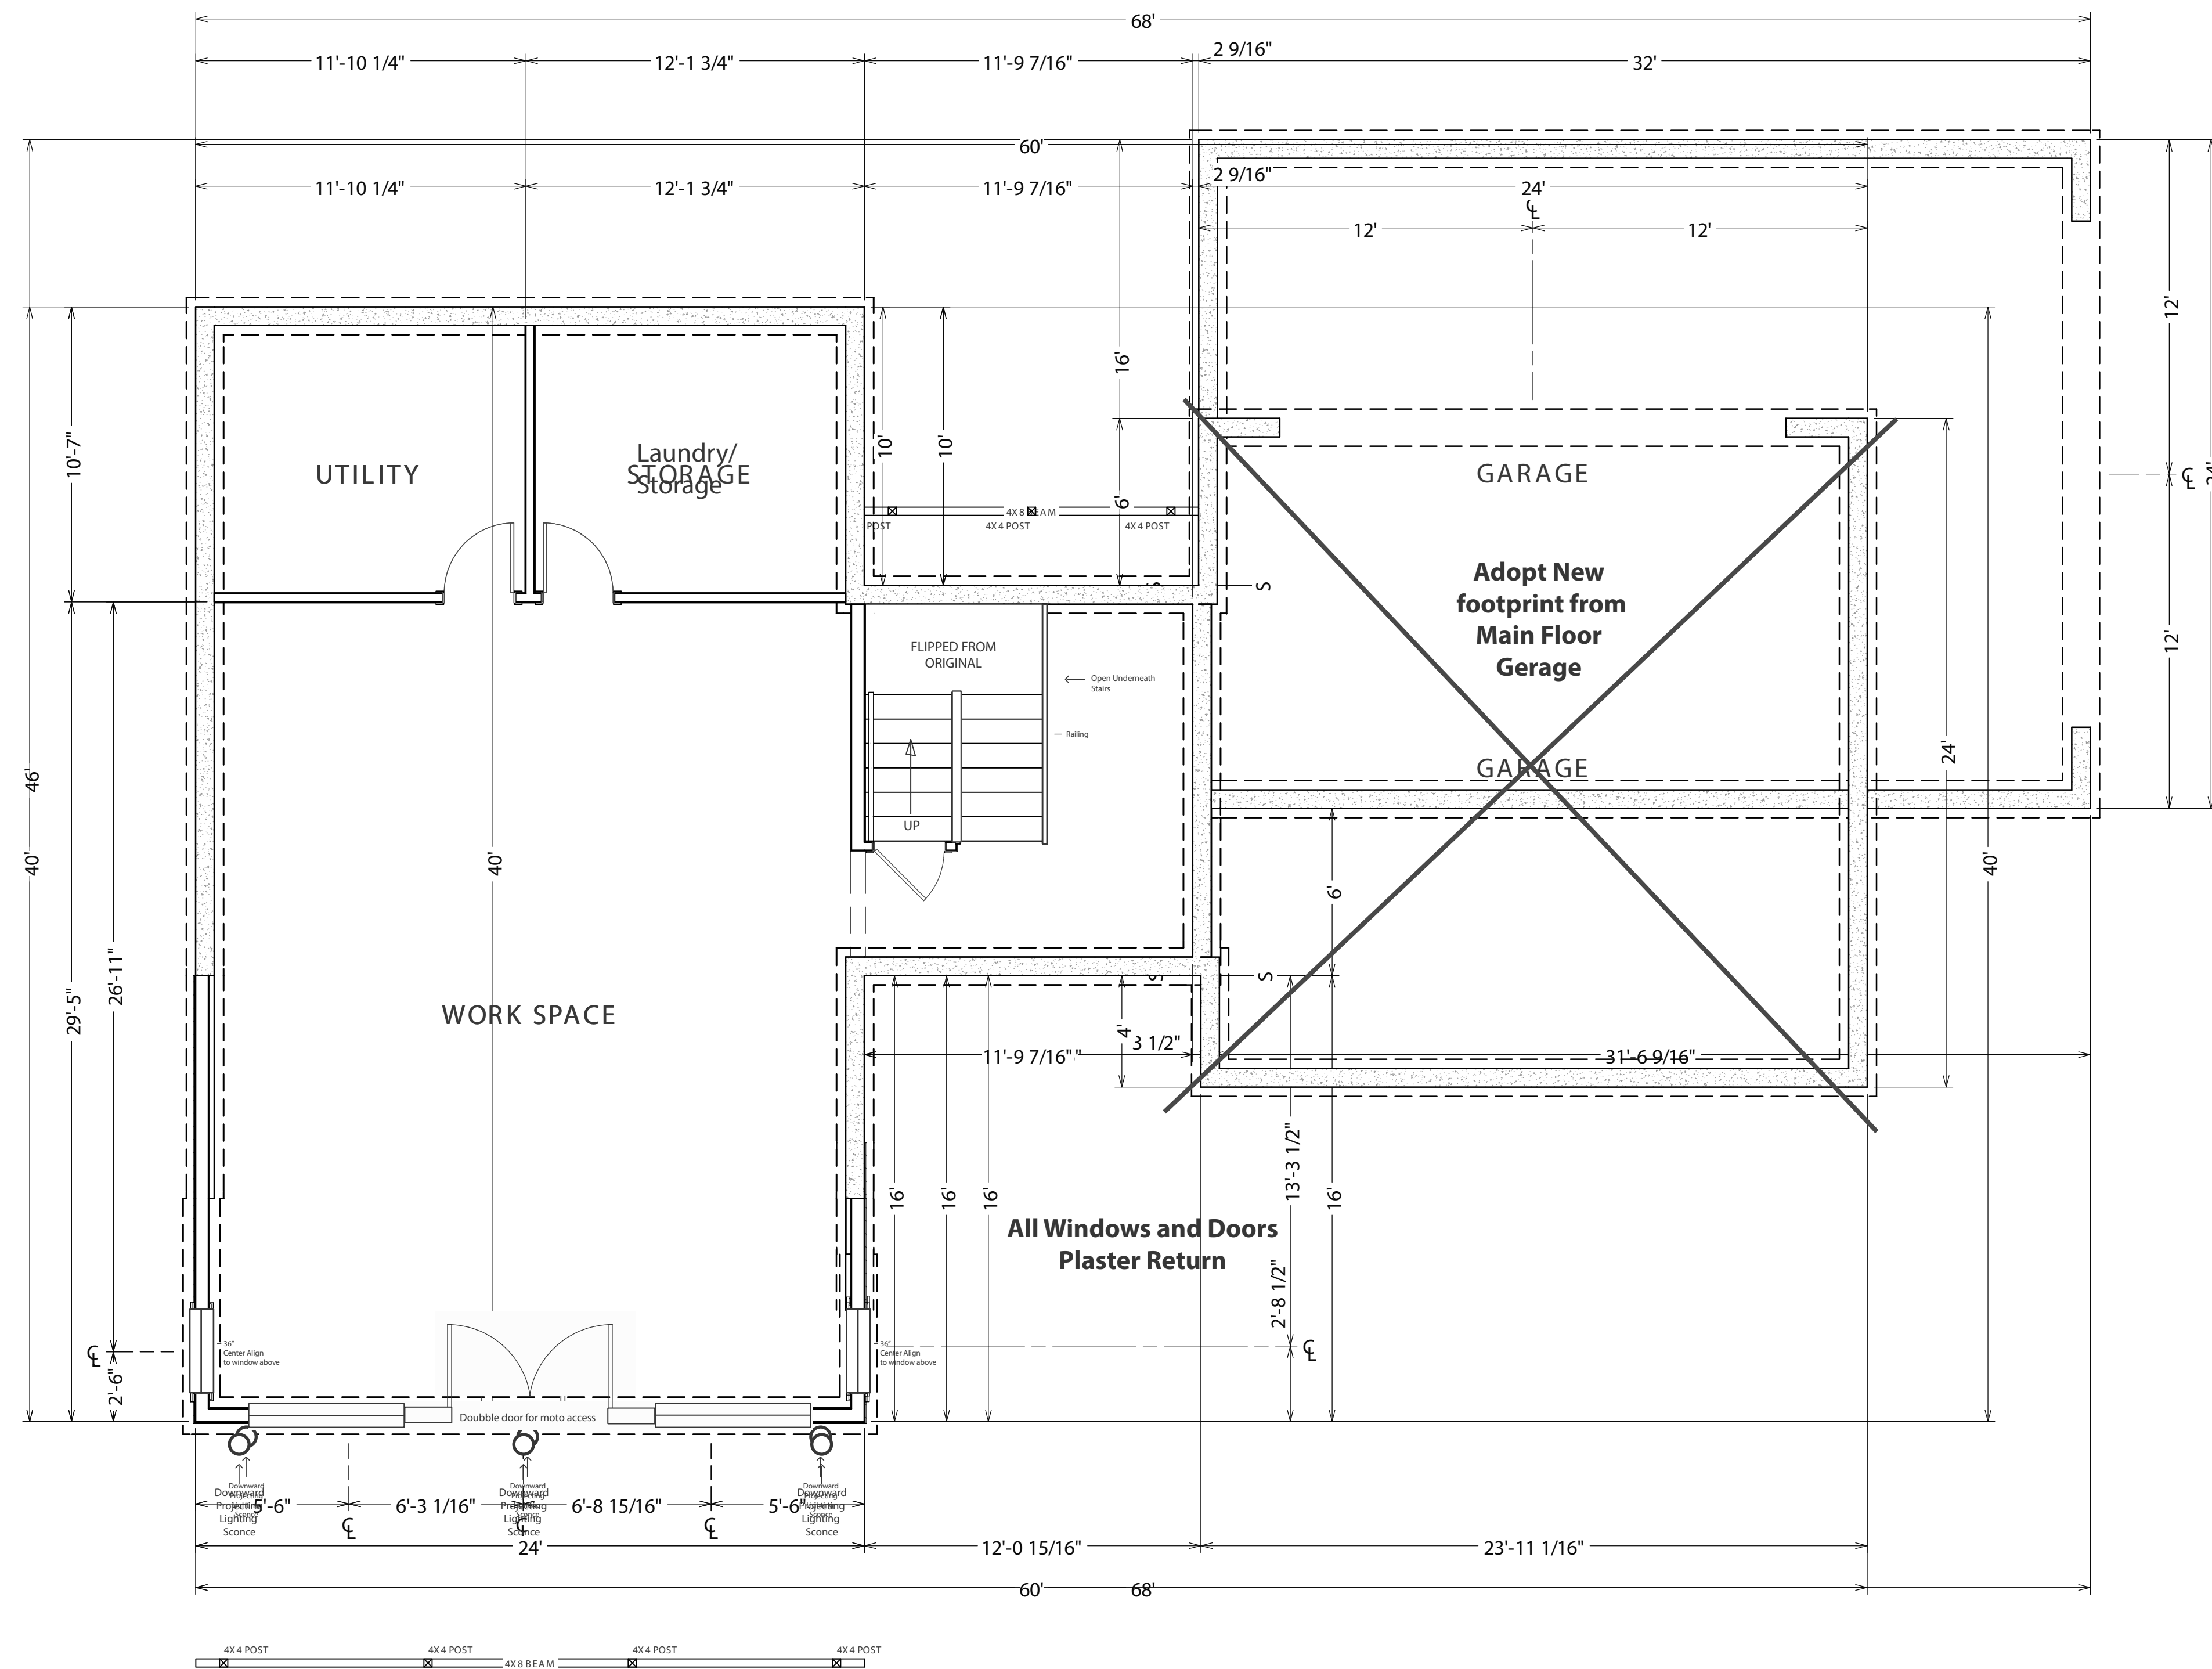 68'
11'-10 1/4"
12'-1 3/4"
11'-9 7/16"
2 9/16"
32'
60'
11'-10 1/4"
12'-1 3/4"
11'-9 7/16"
2 9/16"
24'
12'
12'
12'
16'
10'-7"
10'
10'
6'
UTILITY
Laundry/
STORAGE
Storage
GARAGE
4X8 BEAM
POST
4X4 POST
4X4 POST
S
Adopt New
footprint from
Main Floor
Gerage
FLIPPED FROM
ORIGINAL
Open Underneath
Stairs
Railing
12'
24'
GARAGE
46'
40'
40'
40'
UP
6'
29'-5"
26'-11"
WORK SPACE
S
4'
3 1/2"
11'-9 7/16"
31'-6 9/16"
16'
16'
16'
13'-3 1/2"
16'
All Windows and Doors
Plaster Return
2'-8 1/2"
36"
Center Align
to window above
36"
Center Align
to window above
2'-6"
Doubble door for moto access
Downward
Projecting
Lighting
Sconce
Downward
Projecting
Lighting
Sconce
Downward
Projecting
Lighting
Sconce
5'-6"
6'-3 1/16"
6'-8 15/16"
5'-6"
24'
12'-0 15/16"
23'-11 1/16"
60'
68'
4X4 POST
4X4 POST
4X4 POST
4X4 POST
4X8 BEAM